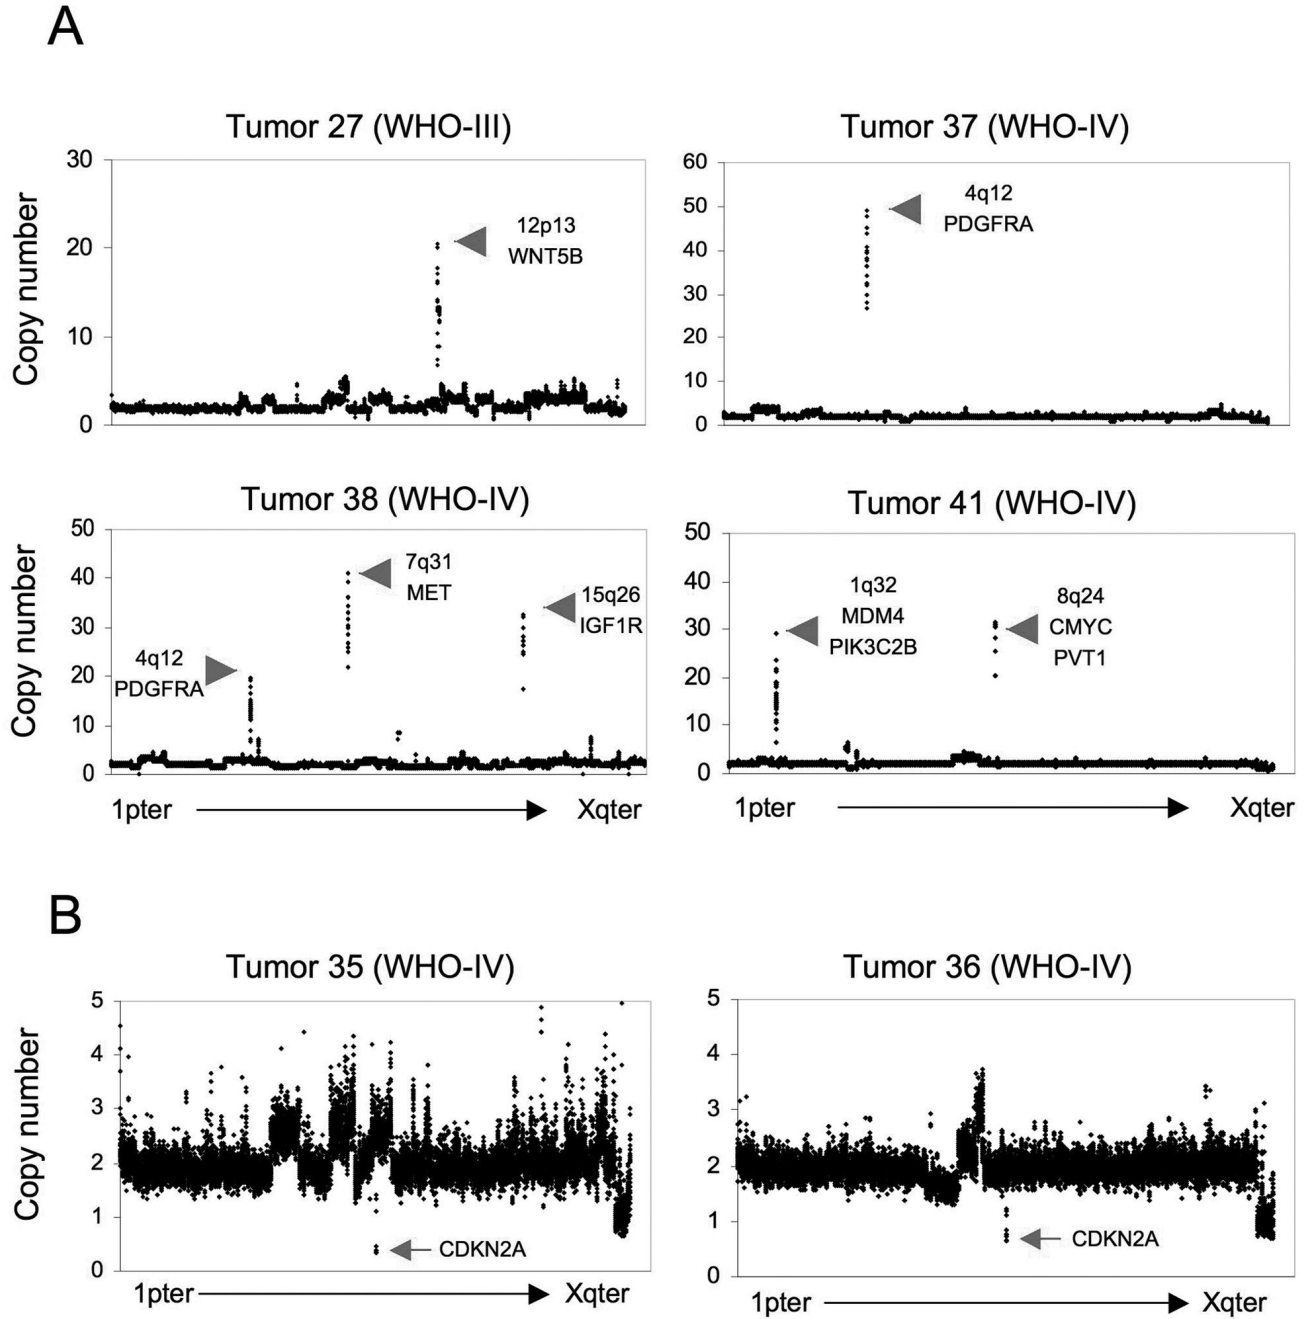 A
Tumor 27 (WHO-III)
Copy number
30
20
10
0
12p13
WNT5B
Tumor 37 (WHO-IV)
60
50
40
30
20
10
0
4q12
PDGFRA
Tumor 38 (WHO-IV)
Copy number
50
40
30
20
10
0
4q12
PDGFRA
7q31
MET
15q26
IGF1R
1pter
Xqter
Tumor 41 (WHO-IV)
50
40
30
20
10
0
1q32
MDM4
PIK3C2B
8q24
CMYC
PVT1
1pter
Xqter
B
Tumor 35 (WHO-IV)
Copy number
5
4
3
2
1
0
CDKN2A
1pter
Xqter
Tumor 36 (WHO-IV)
5
4
3
2
1
0
CDKN2A
1pter
Xqter